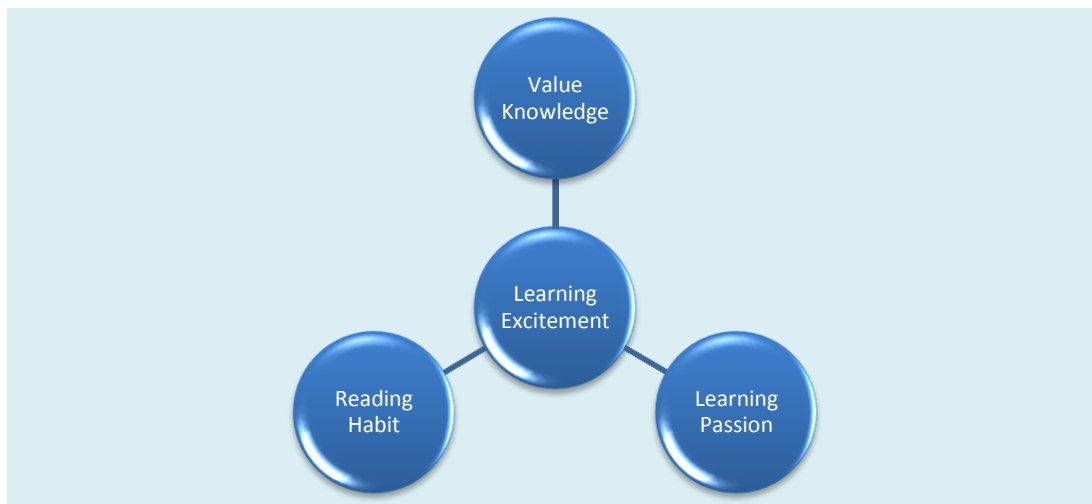 Value
Knowledge
Learning
Excitement
Reading
Habit
Learning
Passion